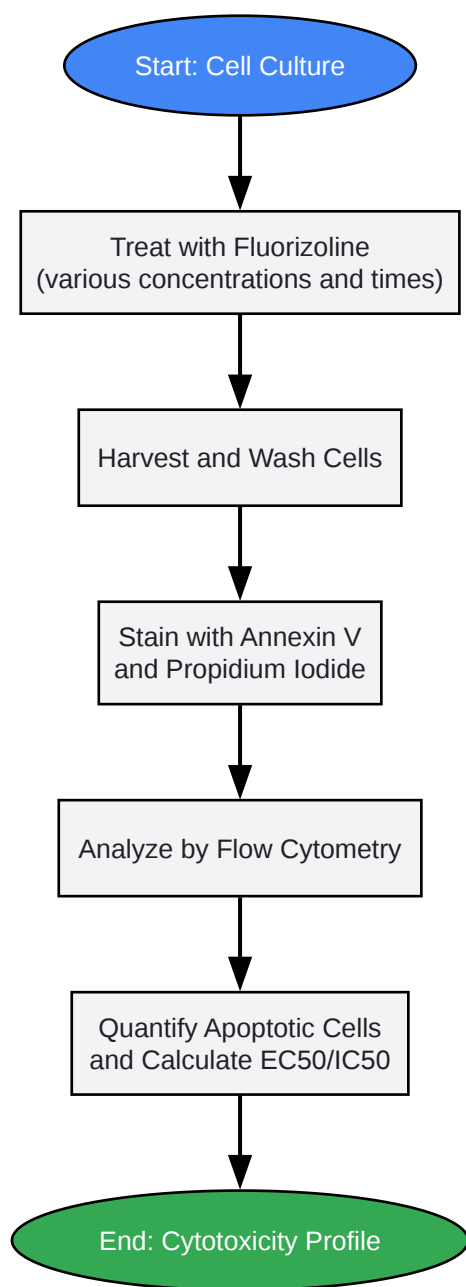 Start: Cell Culture
Treat with Fluorizoline
(various concentrations and times)
Harvest and Wash Cells
Stain with Annexin V
and Propidium Iodide
Analyze by Flow Cytometry
Quantify Apoptotic Cells
and Calculate EC50/IC50
End: Cytotoxicity Profile